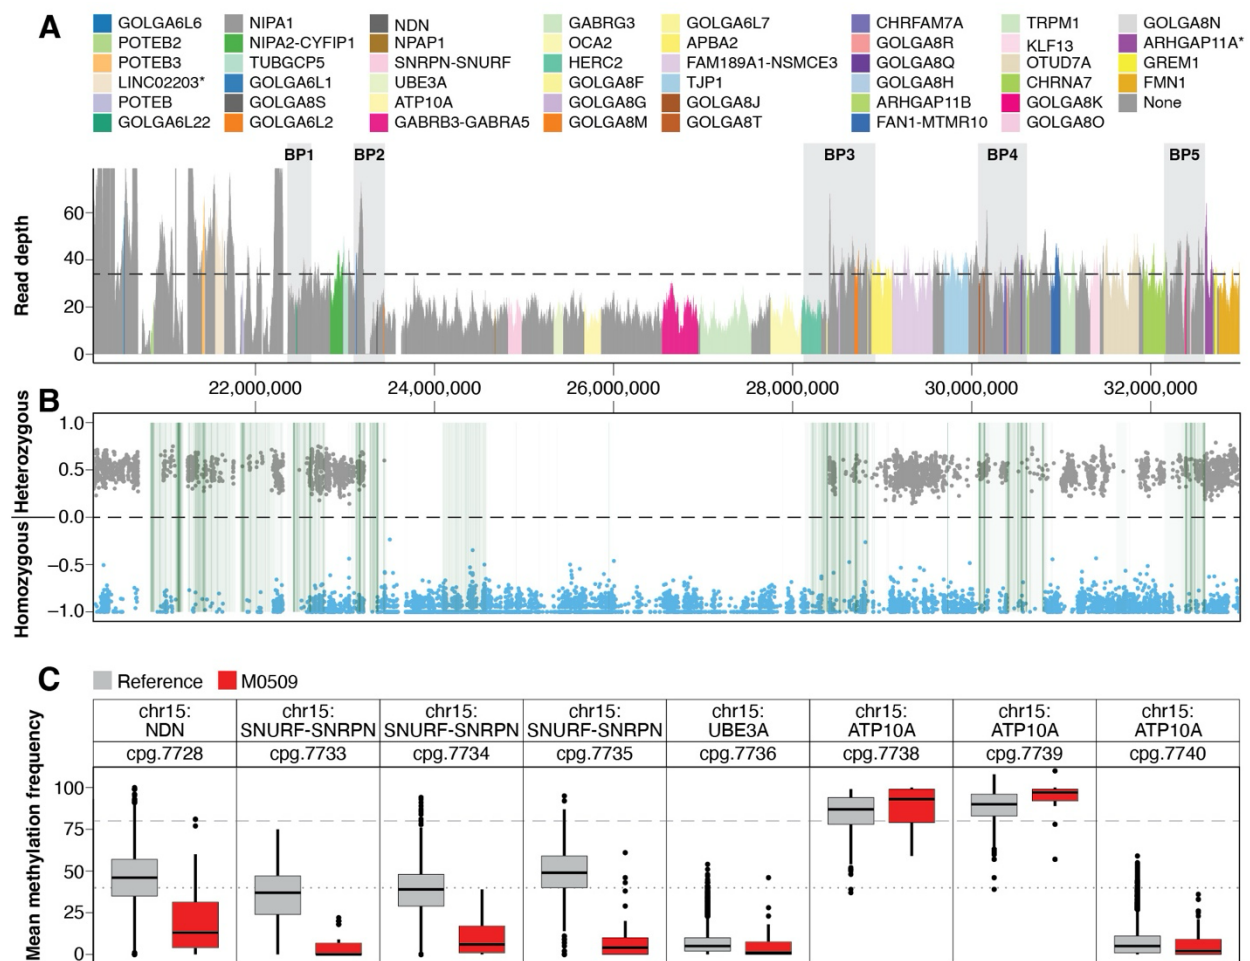 A
GOLGA6L6 NIPA1 NDN GABRG3 GOLGA6L7 CHRFAM7A TRPM1 GOLGA8N
POTEB2 NIPA2-CYFIP1 NPAP1 OCA2 APBA2 GOLGA8R KLF13 ARHGAP11A*
POTEB3 TUBGCP5 SNRPN-SNURF HERC2 FAM189A1-NSMCE3 GOLGA8Q OTUD7A GREM1
LINC02203* GOLGA6L1 UBE3A GOLGA8F TJP1 GOLGA8H CHRNA7 FMN1
POTEB GOLGA8S ATP10A GOLGA8G GOLGA8J ARHGAP11B GOLGA8K None
GOLGA6L22 GOLGA6L2 GABRB3-GABRA5 GOLGA8M GOLGA8T FAN1-MTMR10 GOLGA8O
BP1 BP2 BP3 BP4 BP5
Read depth
60
40
20
0
22,000,000 24,000,000 26,000,000 28,000,000 30,000,000 32,000,000
B
Homozygous Heterozygous
1.0
0.5
0.0
−0.5
−1.0
C
Reference M0509
chr15: chr15: chr15: chr15: chr15: chr15: chr15: chr15:
NDN SNURF-SNRPN SNURF-SNRPN SNURF-SNRPN UBE3A ATP10A ATP10A ATP10A
cpg.7728 cpg.7733 cpg.7734 cpg.7735 cpg.7736 cpg.7738 cpg.7739 cpg.7740
Mean methylation frequency
100
75
50
25
0